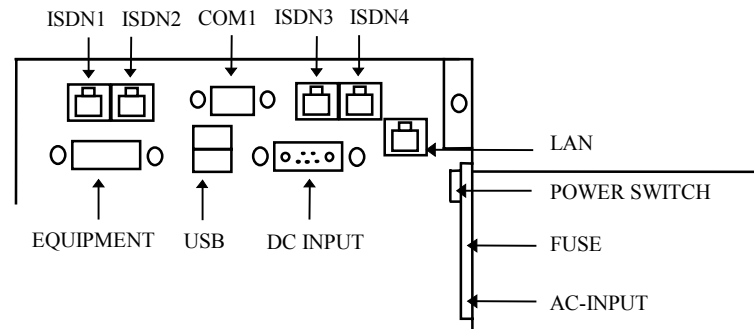 ISDN1 ISDN2 COM1 ISDN3 ISDN4
LAN
POWER SWITCH
EQUIPMENT USB DC INPUT
FUSE
AC-INPUT